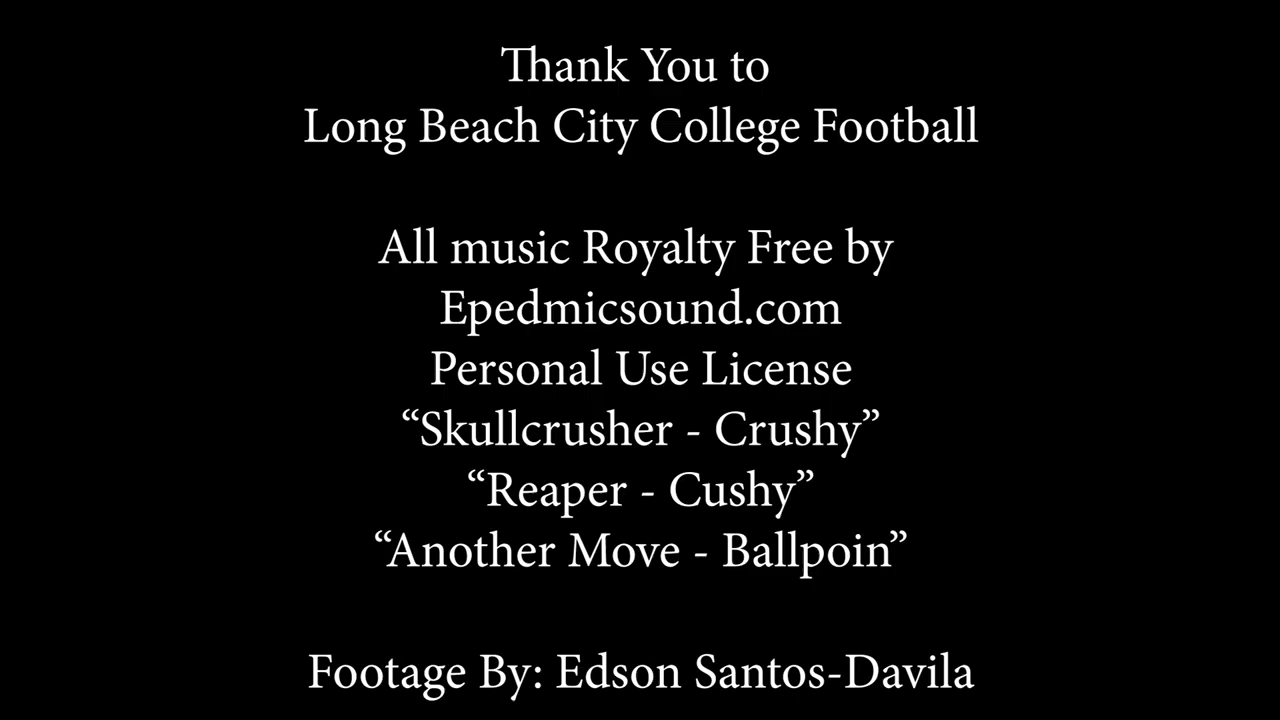 Thank You to
Long Beach City College Football
All music Royalty Free by
Epedmicsound.com
Personal Use License
“Skullcrusher - Crushy”
“Reaper - Cushy”
“Another Move - Ballpoin”
Footage By: Edson Santos-Davila